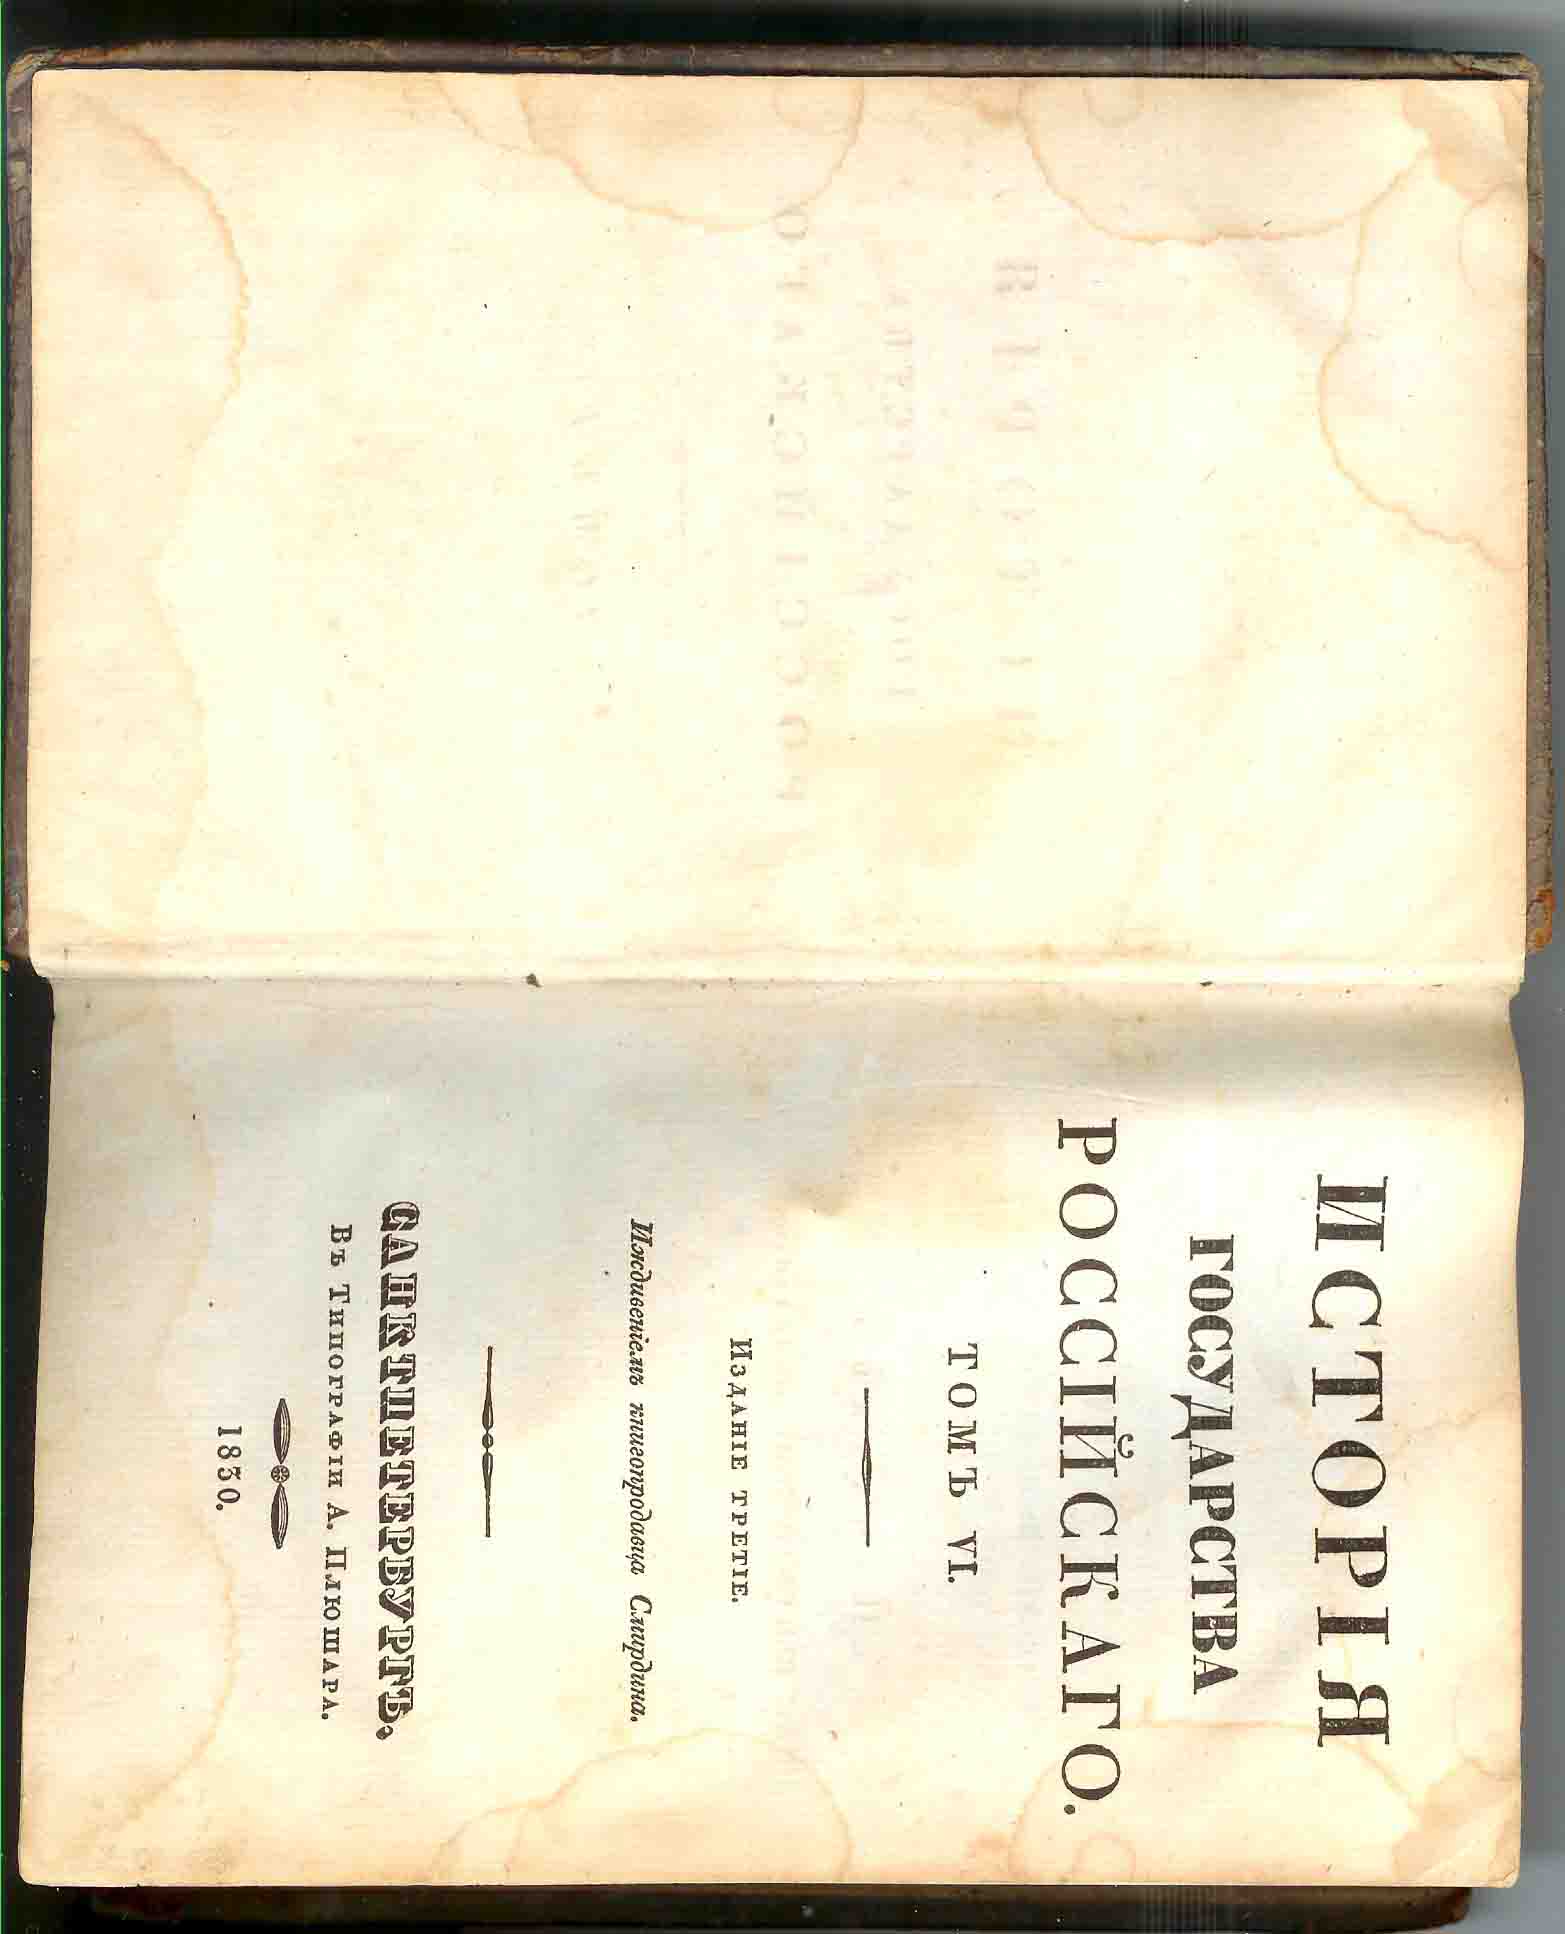 ИСТОРІЯ
ГОСУДАРСТВА
РОССІЙСКАГО.
ТОМЪ VI.
ИЗДАНІЕ ТРЕТІЕ.
Иждивеніемъ книгопродавца Смирдина.
САНКТПЕТЕРБУРГЪ,
ВЪ ТИПОГРАФІИ А. ПЛЮШАРА.
1830.